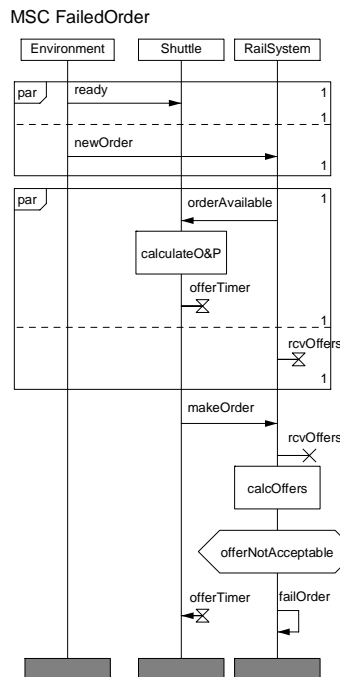 MSC FailedOrder
Environment Shuttle RailSystem
par ready 1
1
newOrder
1
par orderAvailable 1
calculateO&P
offerTimer
1
rcvOffers
1
makeOrder
rcvOffers
calcOffers
offerNotAcceptable
offerTimer failOrder